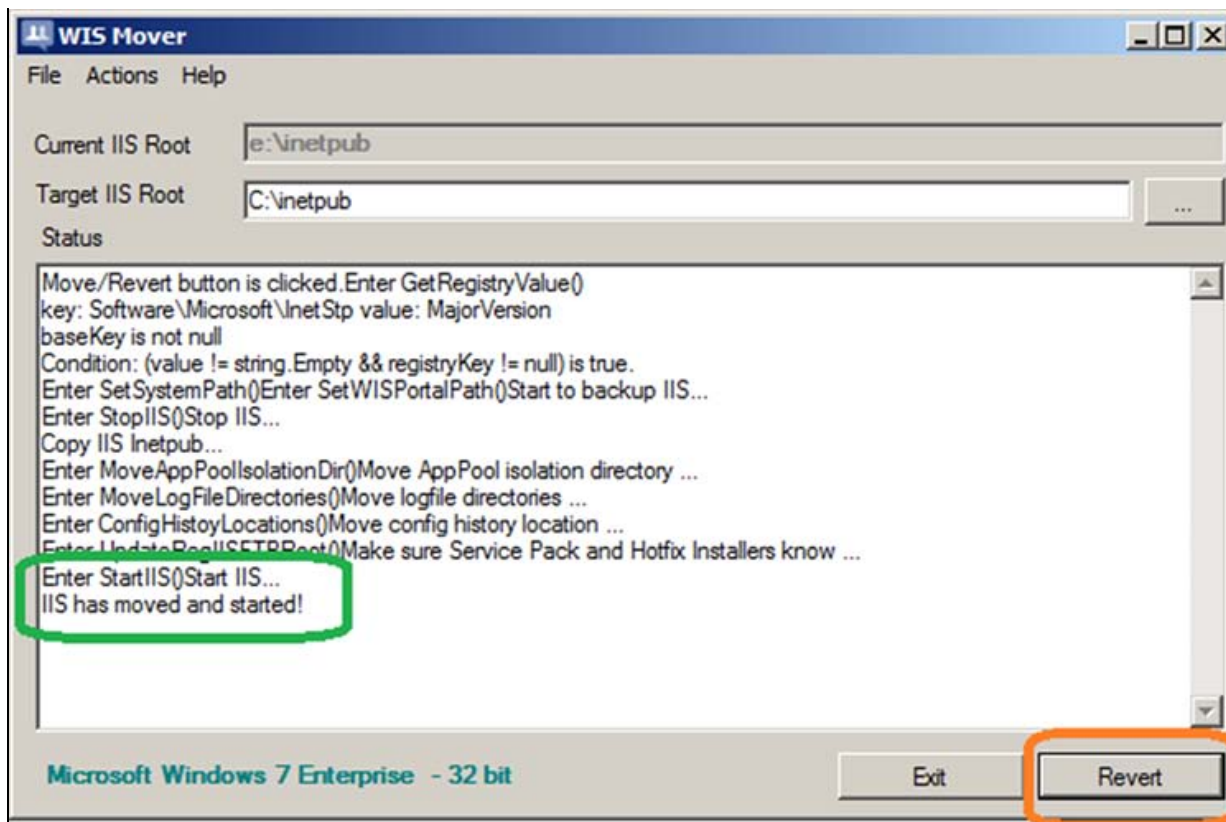 WIS Mover
File Actions Help
Current IIS Root e:\inetpub
Target IIS Root C:\inetpub ...
Status
Move/Revert button is clicked.Enter GetRegistryValue()
key: Software\Microsoft\InetStp value: MajorVersion
baseKey is not null
Condition: (value != string.Empty && registryKey != null) is true.
Enter SetSystemPath()Enter SetWISPortalPath()Start to backup IIS...
Enter StopIIS()Stop IIS...
Copy IIS Inetpub...
Enter MoveAppPoolIsolationDir()Move AppPool isolation directory ...
Enter MoveLogFileDirectories()Move logfile directories ...
Enter ConfigHistoyLocations()Move config history location ...
Enter UpdateRegIISFTPRoot()Make sure Service Pack and Hotfix Installers know ...
Enter StartIIS()Start IIS...
IIS has moved and started!
Microsoft Windows 7 Enterprise - 32 bit Exit Revert